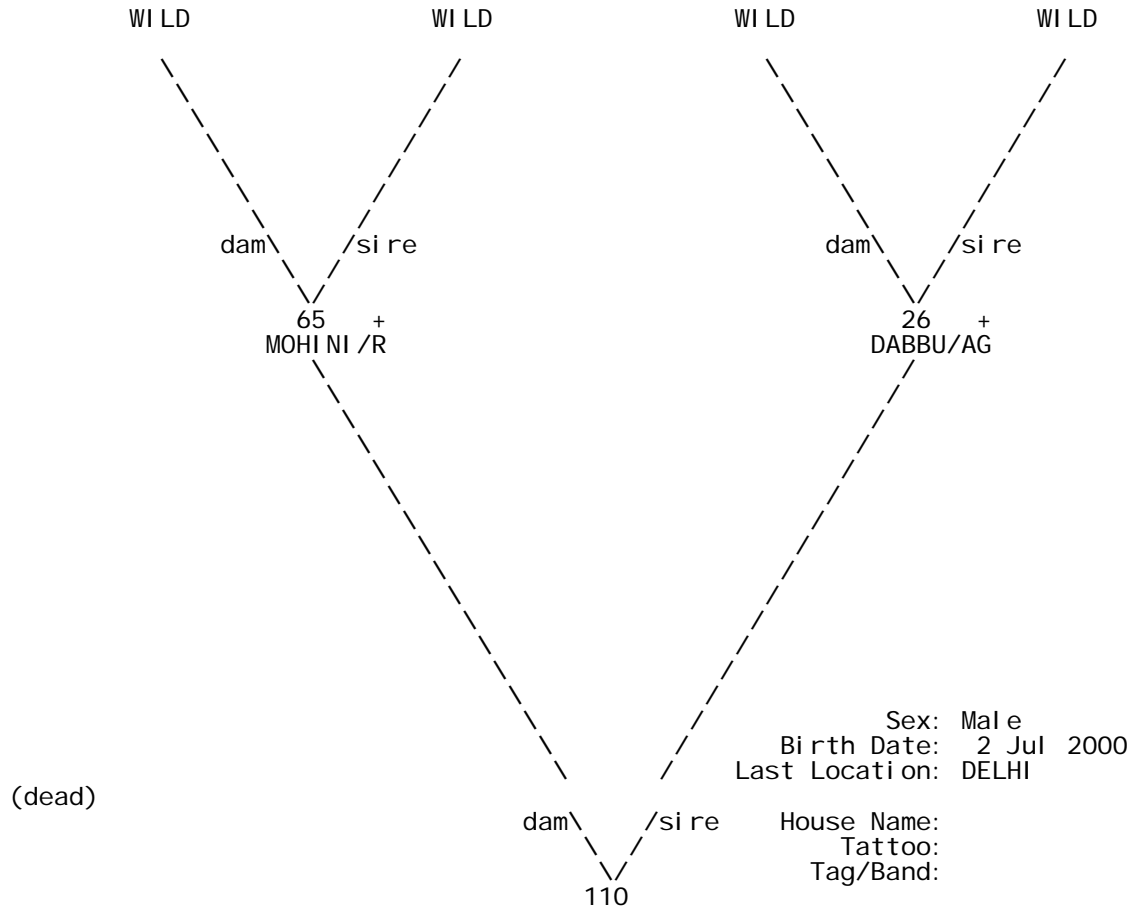 WILD WILD WILD WILD
dam sire dam sire
65 + 26 +
MOHINI/R DABBU/AG
Sex: Male
Birth Date: 2 Jul 2000
Last Location: DELHI
(dead)
dam sire House Name:
Tattoo:
Tag/Band:
110